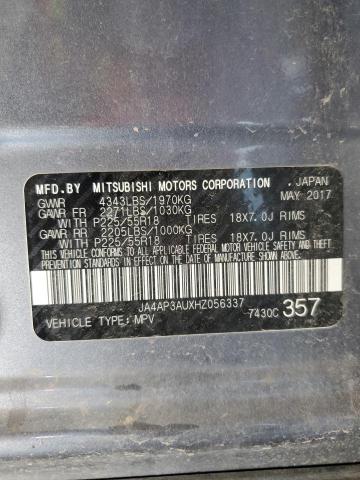 MFD.BY MITSUBISHI MOTORS CORPORATION . JAPAN
GVWR 4343LBS/1970KG MAY 2017
GAWR FR 2271LBS/1030KG
WITH P225/55R18 TIRES 18X7.0J RIMS
GAWR RR 2205LBS/1000KG
WITH P225/55R18 TIRES 18X7.0J RIMS
THIS VEHICLE CONFORMS TO ALL APPLICABLE
FEDERAL MOTOR VEHICLE SAFETY, BUMPER AND
THEFT PREVENTION STANDARDS IN EFFECT ON THE
DATE OF MANUFACTURE SHOWN ABOVE.
JA4AP3AUXHZ056337
VEHICLE TYPE: MPV 7430C 357